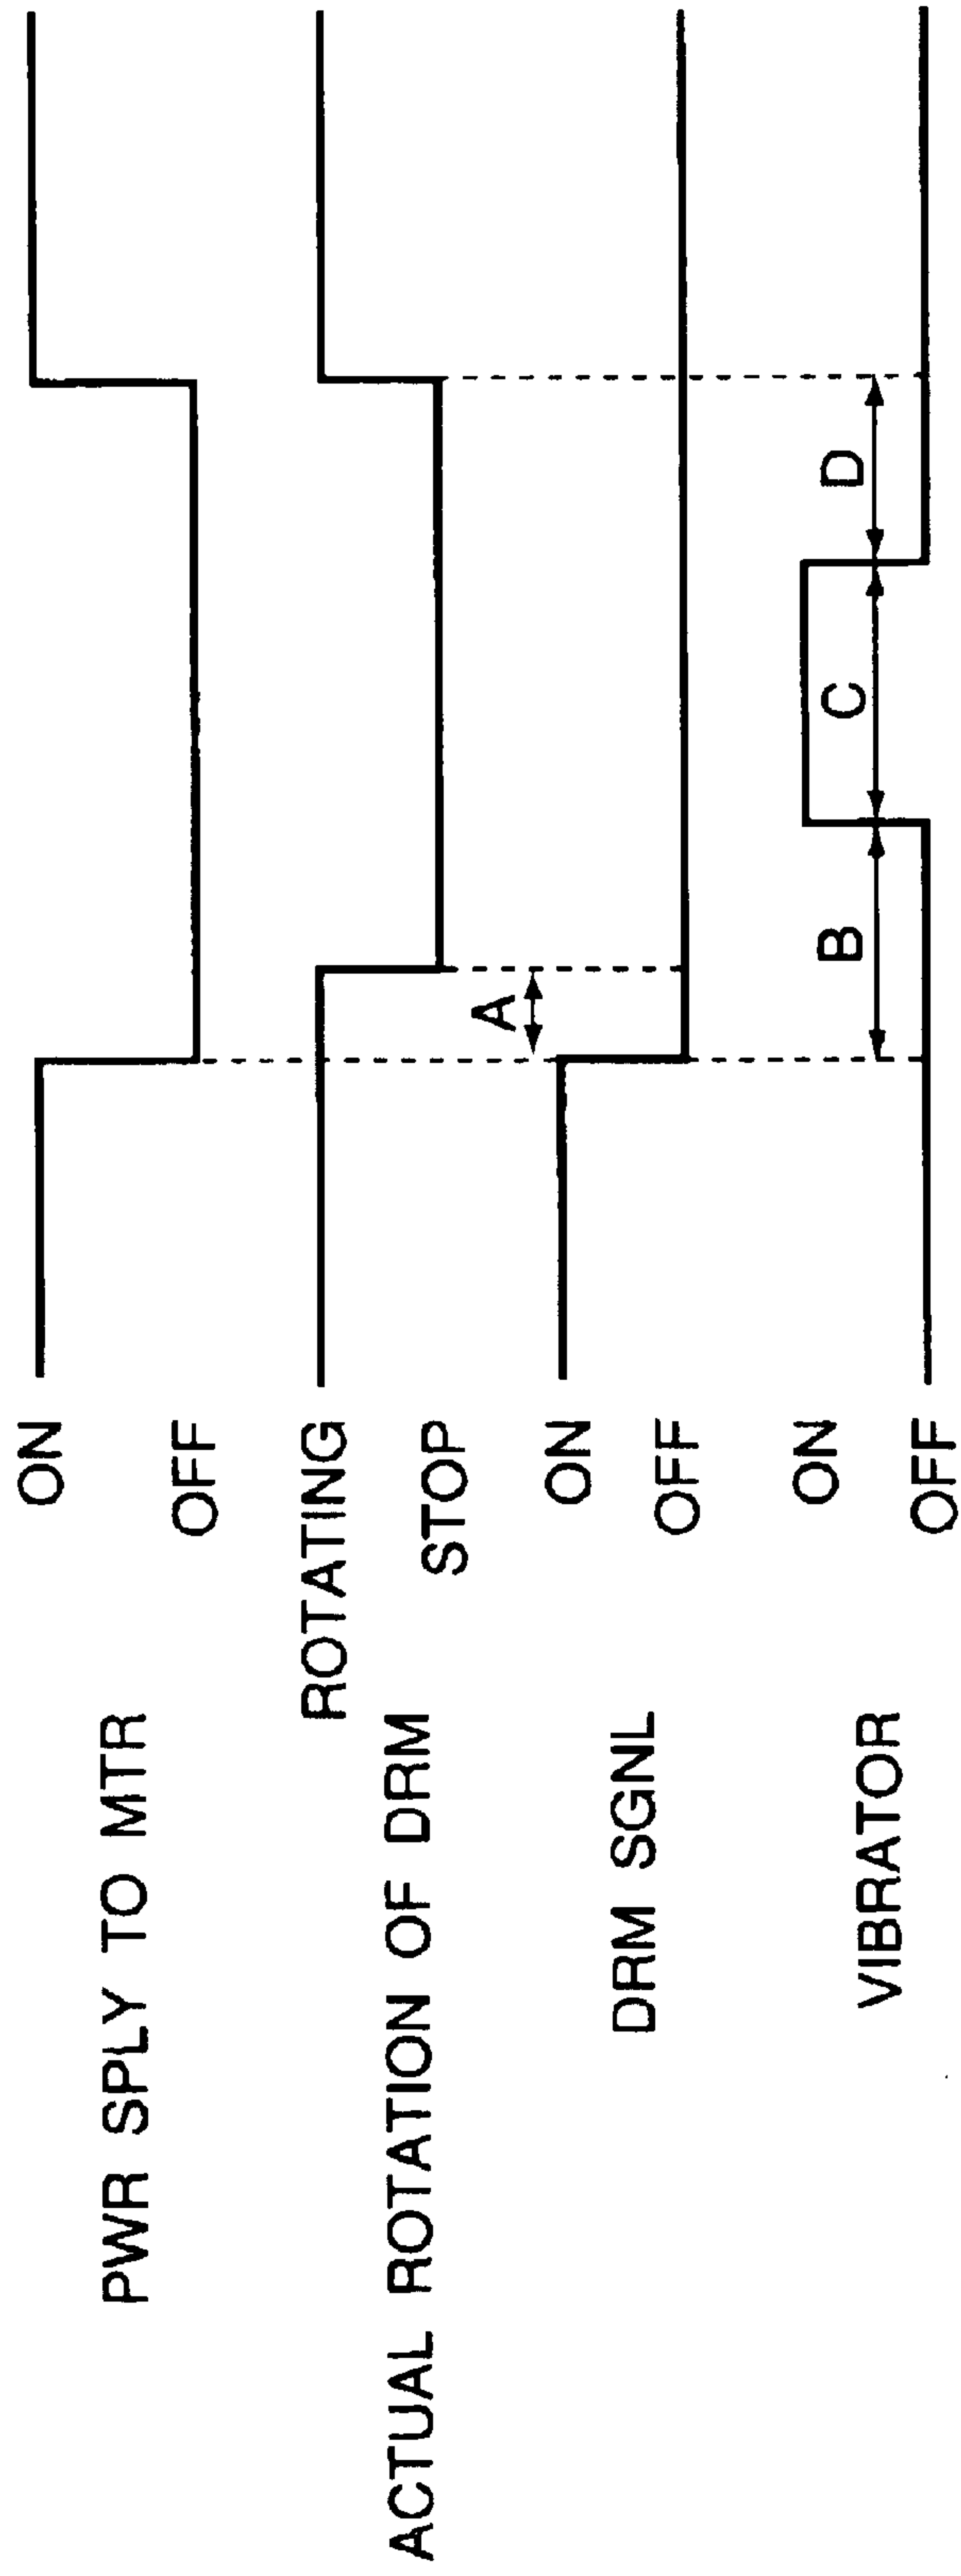 PWR SPLY TO MTR
ON
OFF
ACTUAL ROTATION OF DRM
ROTATING
STOP
A
DRM SGNL
ON
OFF
VIBRATOR
ON
OFF
B
C
D